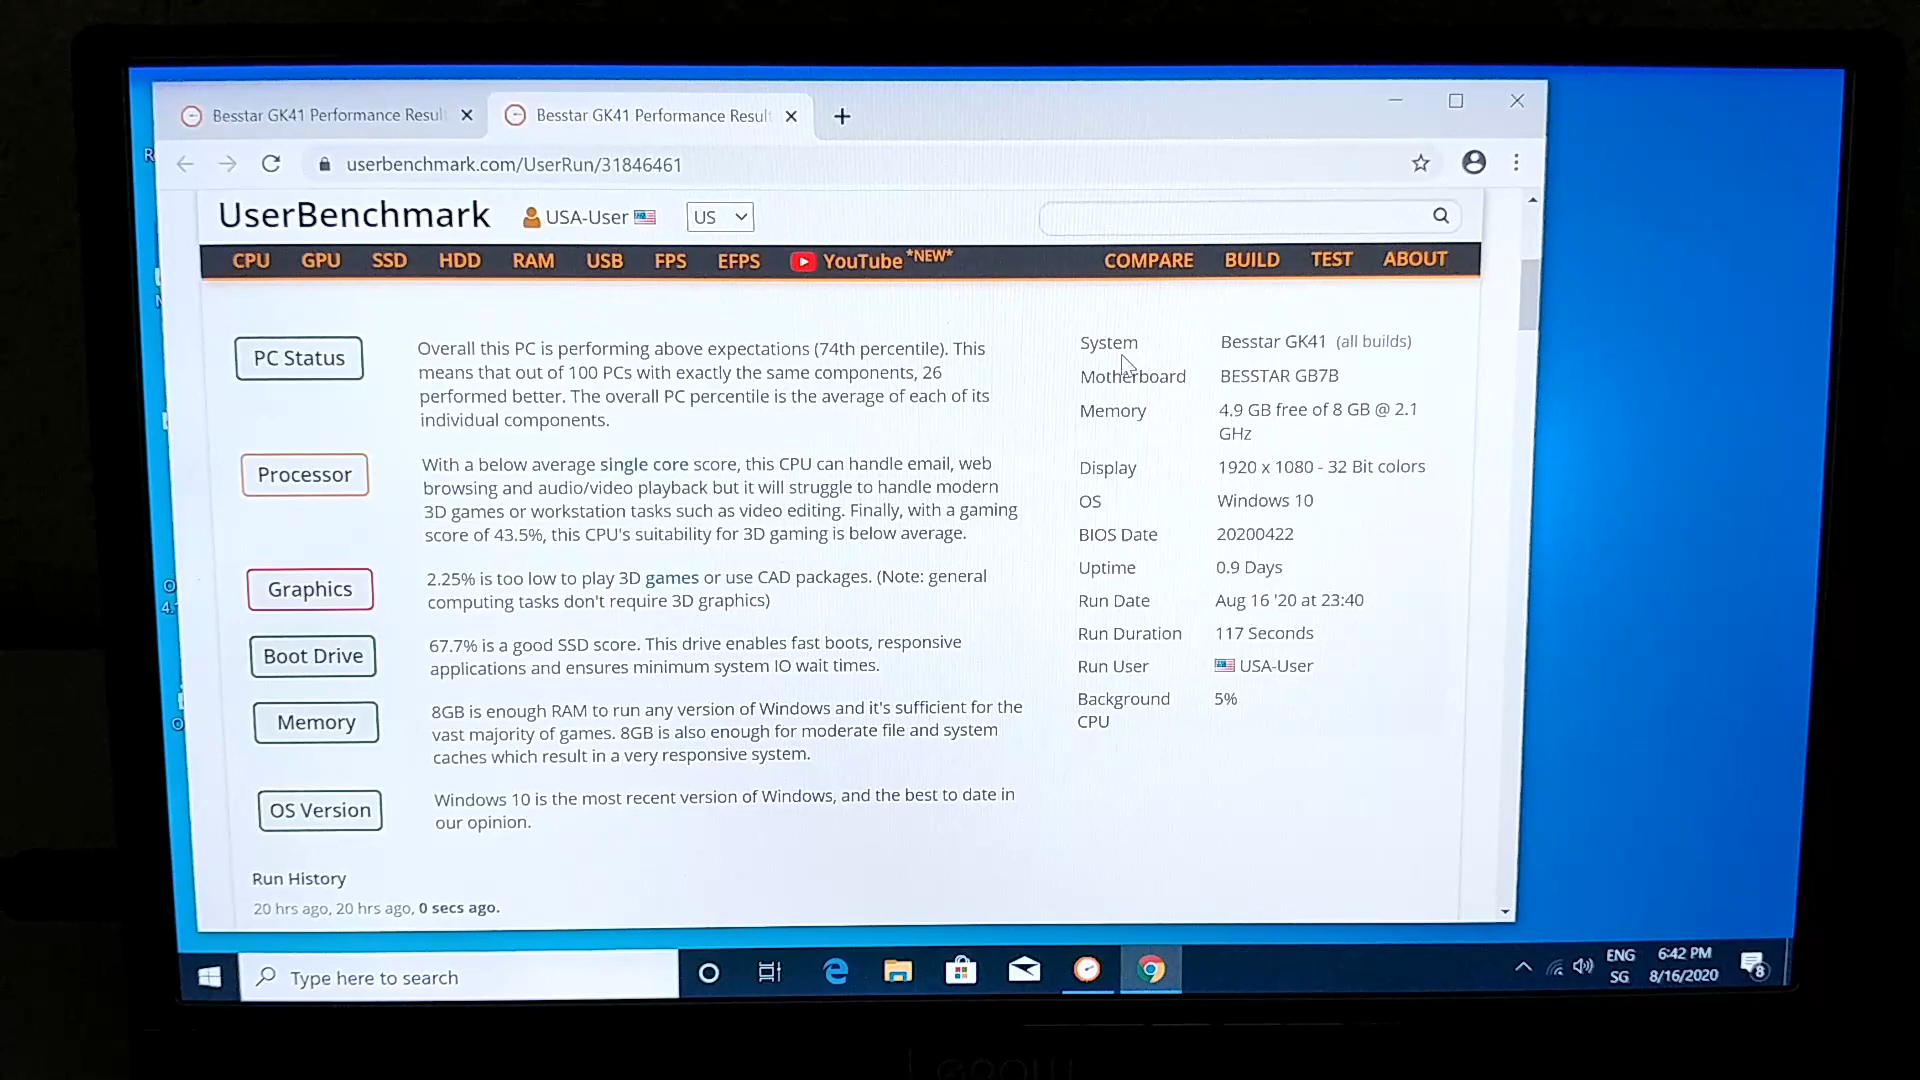 Besstar GK41 Performance Resul
Besstar GK41 Performance Result
userbenchmark.com/UserRun/31846461
UserBenchmark
USA-User
US
CPU GPU SSD HDD RAM USB FPS EFPS YouTube *NEW* COMPARE BUILD TEST ABOUT
PC Status
Overall this PC is performing above expectations (74th percentile). This
means that out of 100 PCs with exactly the same components, 26
performed better. The overall PC percentile is the average of each of its
individual components.
Processor
With a below average single core score, this CPU can handle email, web
browsing and audio/video playback but it will struggle to handle modern
3D games or workstation tasks such as video editing. Finally, with a gaming
score of 43.5%, this CPU's suitability for 3D gaming is below average.
Graphics
2.25% is too low to play 3D games or use CAD packages. (Note: general
computing tasks don't require 3D graphics)
Boot Drive
67.7% is a good SSD score. This drive enables fast boots, responsive
applications and ensures minimum system IO wait times.
Memory
8GB is enough RAM to run any version of Windows and it's sufficient for the
vast majority of games. 8GB is also enough for moderate file and system
caches which result in a very responsive system.
OS Version
Windows 10 is the most recent version of Windows, and the best to date in
our opinion.
System Besstar GK41 (all builds)
Motherboard BESSTAR GB7B
Memory 4.9 GB free of 8 GB @ 2.1
GHz
Display 1920 x 1080 - 32 Bit colors
OS Windows 10
BIOS Date 20200422
Uptime 0.9 Days
Run Date Aug 16 '20 at 23:40
Run Duration 117 Seconds
Run User USA-User
Background 5%
CPU
Run History
20 hrs ago, 20 hrs ago, 0 secs ago.
Type here to search
ENG
SG
6:42 PM
8/16/2020
8